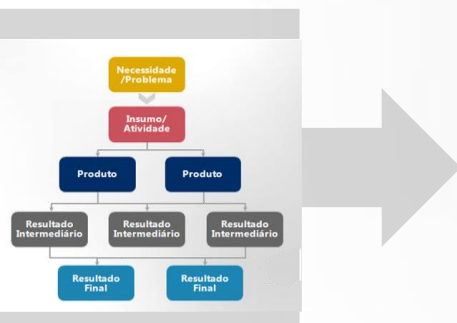 Necessidade
/Problema
Insumo/
Atividade
Produto
Produto
Resultado
Intermediário
Resultado
Intermediário
Resultado
Intermediário
Resultado
Final
Resultado
Final